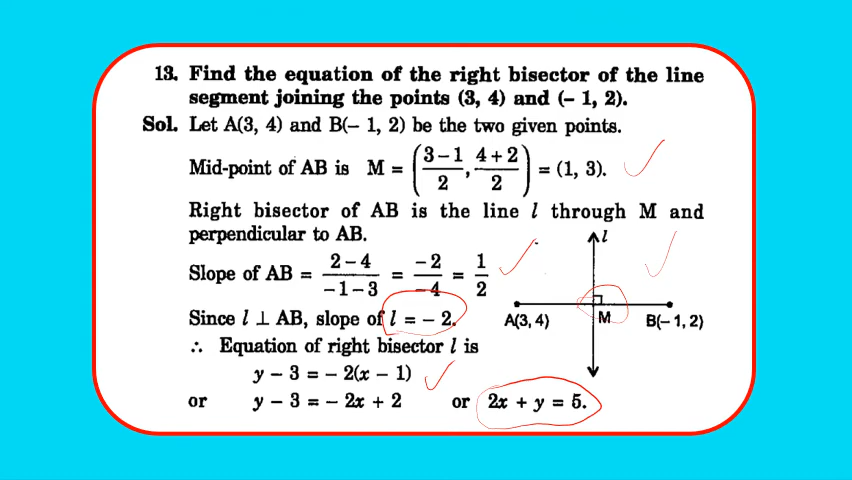 13. Find the equation of the right bisector of the line
segment joining the points (3, 4) and (– 1, 2).
Sol. Let A(3, 4) and B(– 1, 2) be the two given points.
Mid-point of AB is M = ( (3 – 1)/2 , (4 + 2)/2 ) = (1, 3).
Right bisector of AB is the line l through M and
perpendicular to AB.
Slope of AB = (2 – 4)/(– 1 – 3) = (– 2)/(– 4) = 1/2
Since l ⊥ AB, slope of l = – 2.
∴ Equation of right bisector l is
y – 3 = – 2(x – 1)
or y – 3 = – 2x + 2 or 2x + y = 5.
l
A(3, 4) M B(– 1, 2)